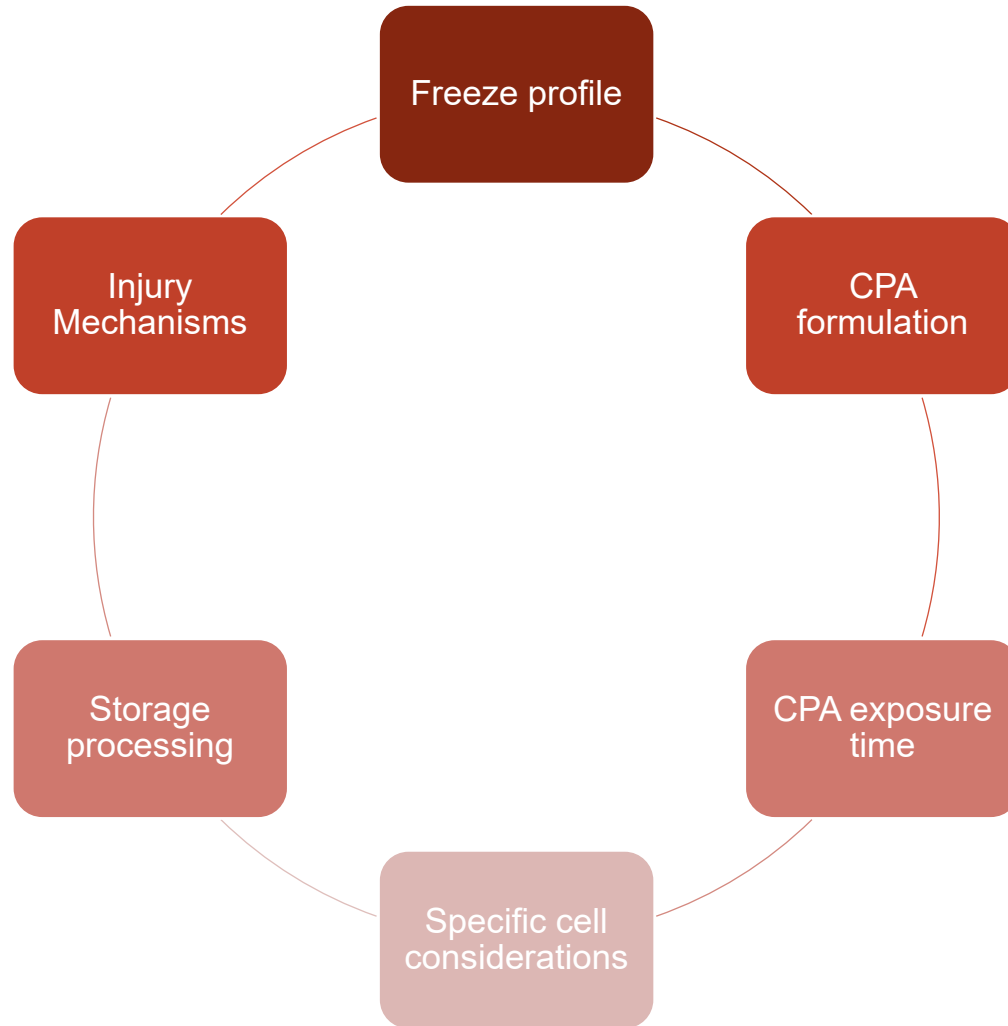 Freeze profile
Injury
Mechanisms
CPA
formulation
Storage
processing
CPA exposure
time
Specific cell
considerations